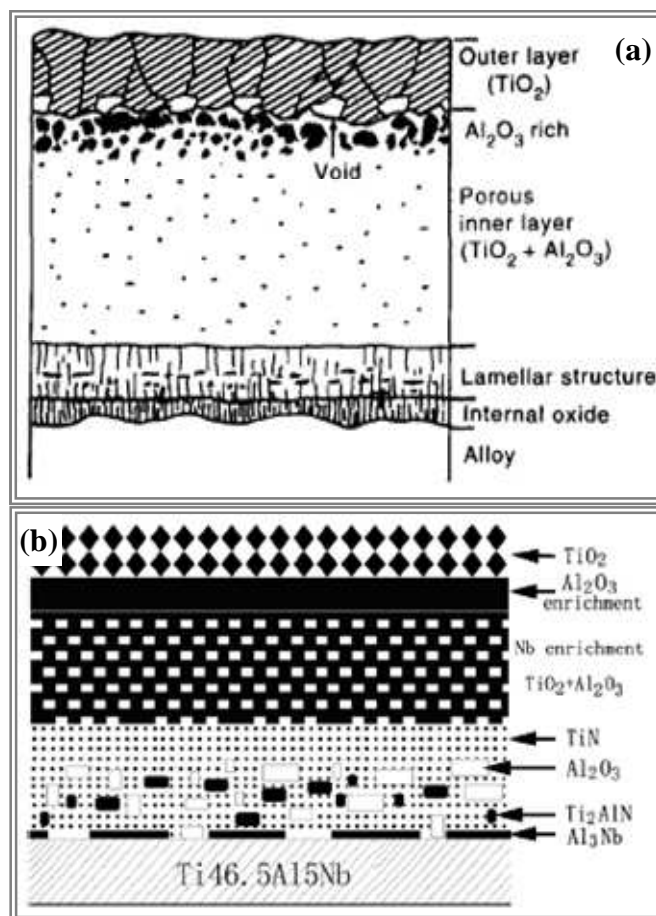 (a)
Outer layer
(TiO₂)
Al₂O₃ rich
Void
Porous
inner layer
(TiO₂ + Al₂O₃)
Lamellar structure
Internal oxide
Alloy
(b)
TiO₂
Al₂O₃
enrichment
Nb enrichment
TiO₂+Al₂O₃
TiN
Al₂O₃
Ti₂AlN
Al₃Nb
Ti46.5Al5Nb